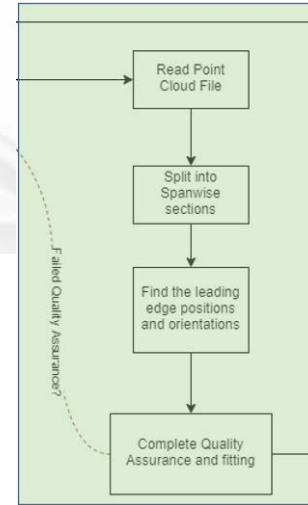 Read Point
Cloud File
Split into
Spanwise
sections
Find the leading
edge positions
and orientations
Failed Quality Assurance?
Complete Quality
Assurance and fitting